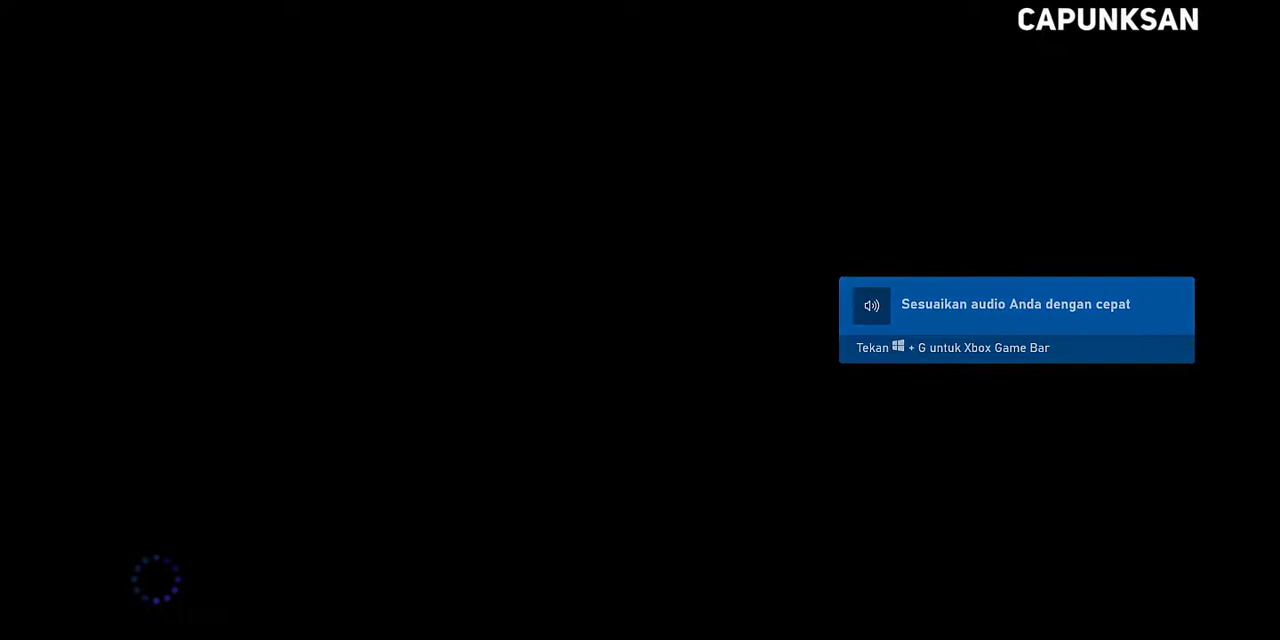 CAPUNKSAN
Sesuaikan audio Anda dengan cepat
Tekan + G untuk Xbox Game Bar